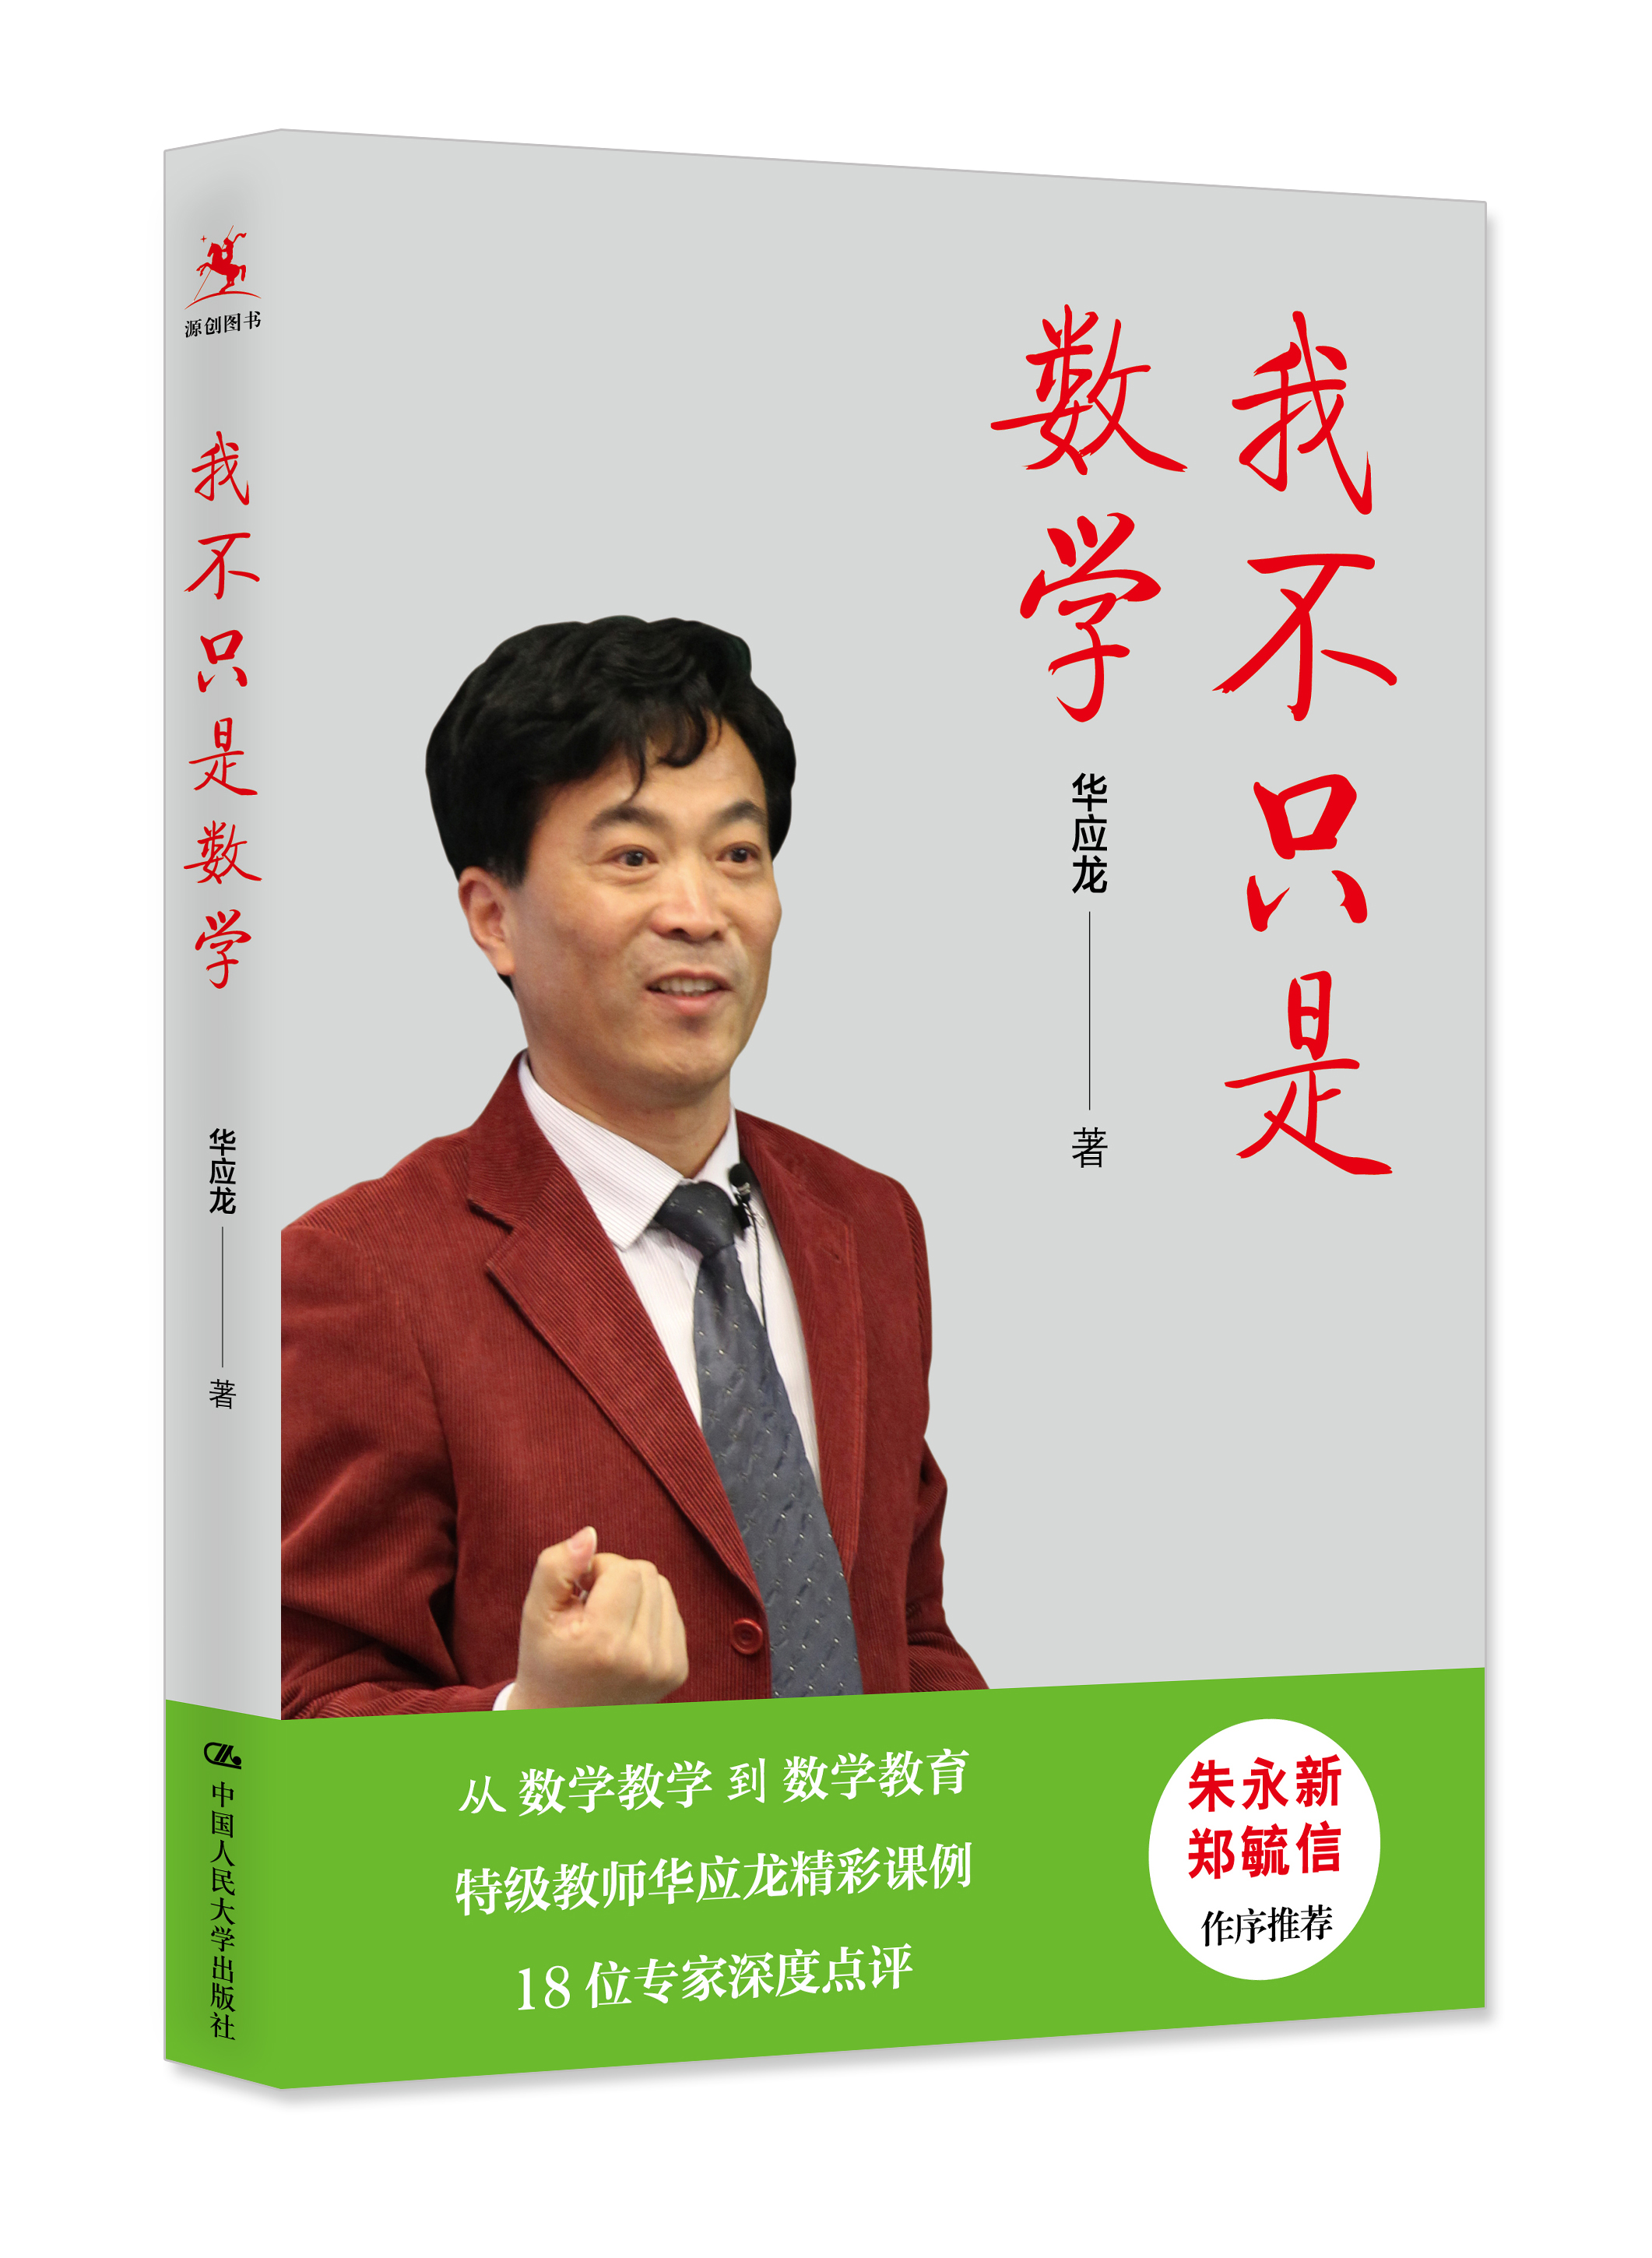 源创图书
我不只是数学
华应龙 著
中国人民大学出版社
我不只是
数学
华应龙
著
从 数学教学 到 数学教育
特级教师华应龙精彩课例
18 位专家深度点评
朱永新
郑毓信
作序推荐